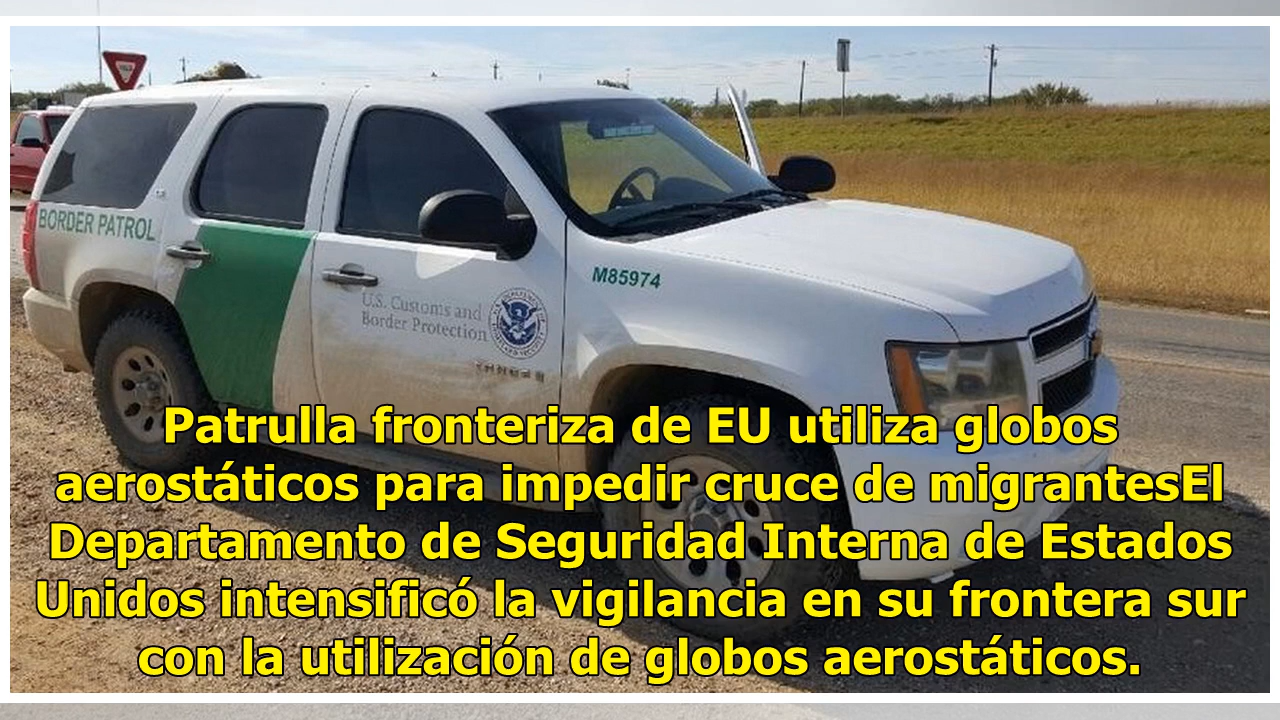 BORDER PATROL
M85974
U.S. Customs and
Border Protection
Patrulla fronteriza de EU utiliza globos
aerostáticos para impedir cruce de migrantesEl
Departamento de Seguridad Interna de Estados
Unidos intensificó la vigilancia en su frontera sur
con la utilización de globos aerostáticos.